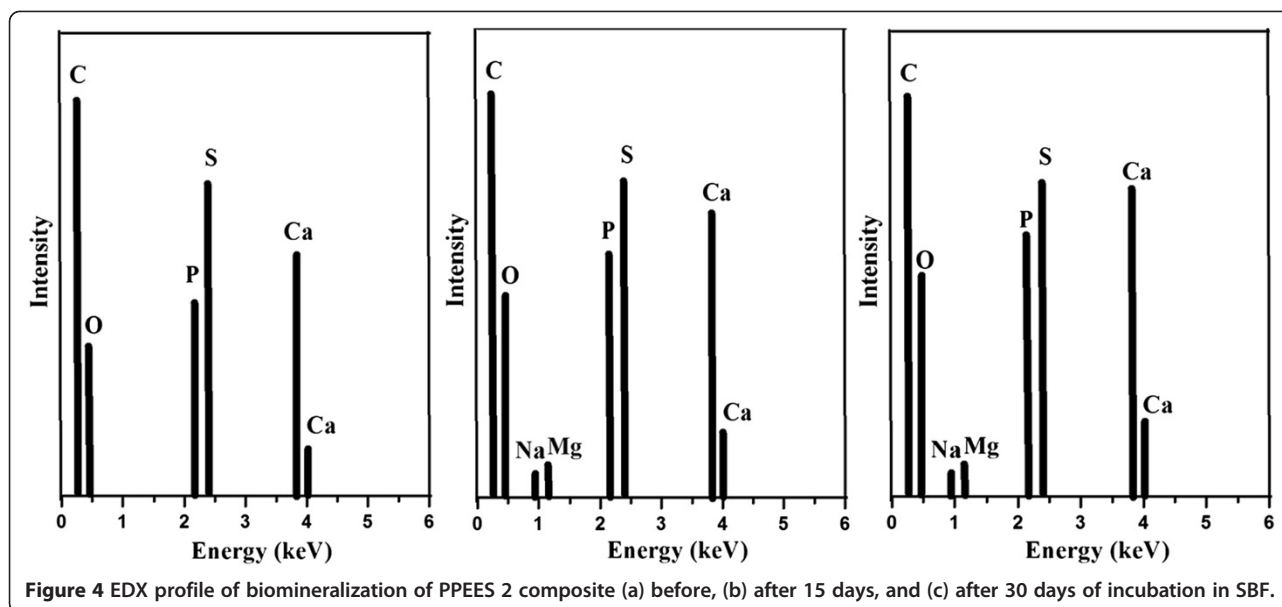 C
O
P
S
Ca
Ca
Intensity
0 1 2 3 4 5 6
Energy (keV)
C
O
Na
Mg
P
S
Ca
Ca
Intensity
0 1 2 3 4 5 6
Energy (keV)
C
O
Na
Mg
P
S
Ca
Ca
Intensity
0 1 2 3 4 5 6
Energy (keV)
Figure 4 EDX profile of biomineralization of PPEES 2 composite (a) before, (b) after 15 days, and (c) after 30 days of incubation in SBF.